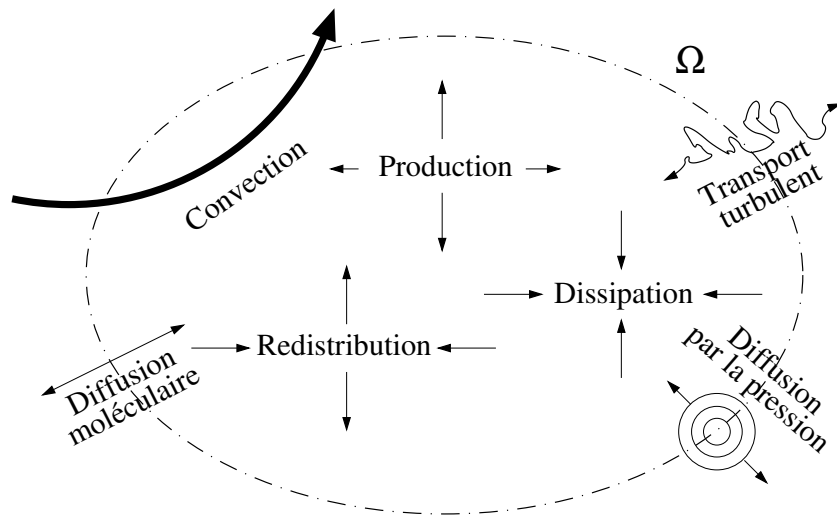 Ω
Convection
Production
Transport
turbulent
Dissipation
Redistribution
Diffusion
moléculaire
Diffusion
par la pression